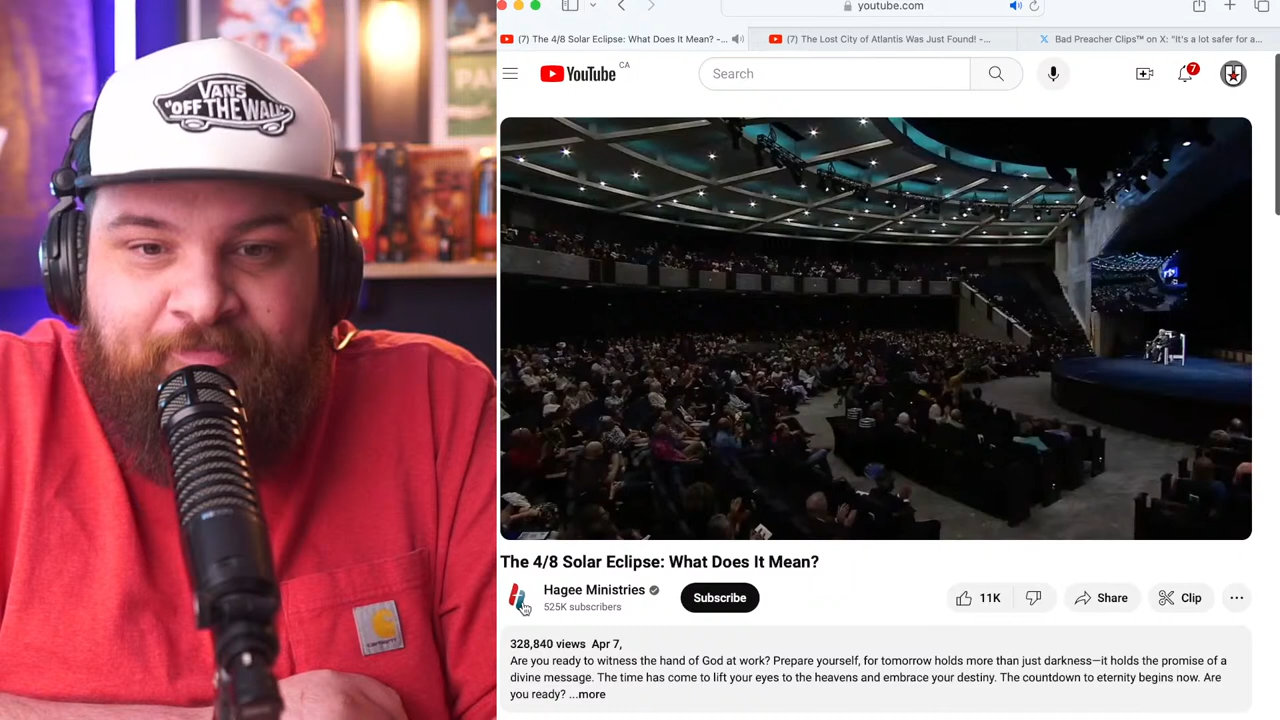 youtube.com
(7) The 4/8 Solar Eclipse: What Does It Mean? -...
(7) The Lost City of Atlantis Was Just Found! -...
Bad Preacher Clips™ on X: "It's a lot safer for a...
YouTube CA
Search
7
VANS
"OFF THE WALL"
The 4/8 Solar Eclipse: What Does It Mean?
Hagee Ministries
525K subscribers
Subscribe
11K
Share
Clip
328,840 views Apr 7,
Are you ready to witness the hand of God at work? Prepare yourself, for tomorrow holds more than just darkness—it holds the promise of a
divine message. The time has come to lift your eyes to the heavens and embrace your destiny. The countdown to eternity begins now. Are
you ready? ...more